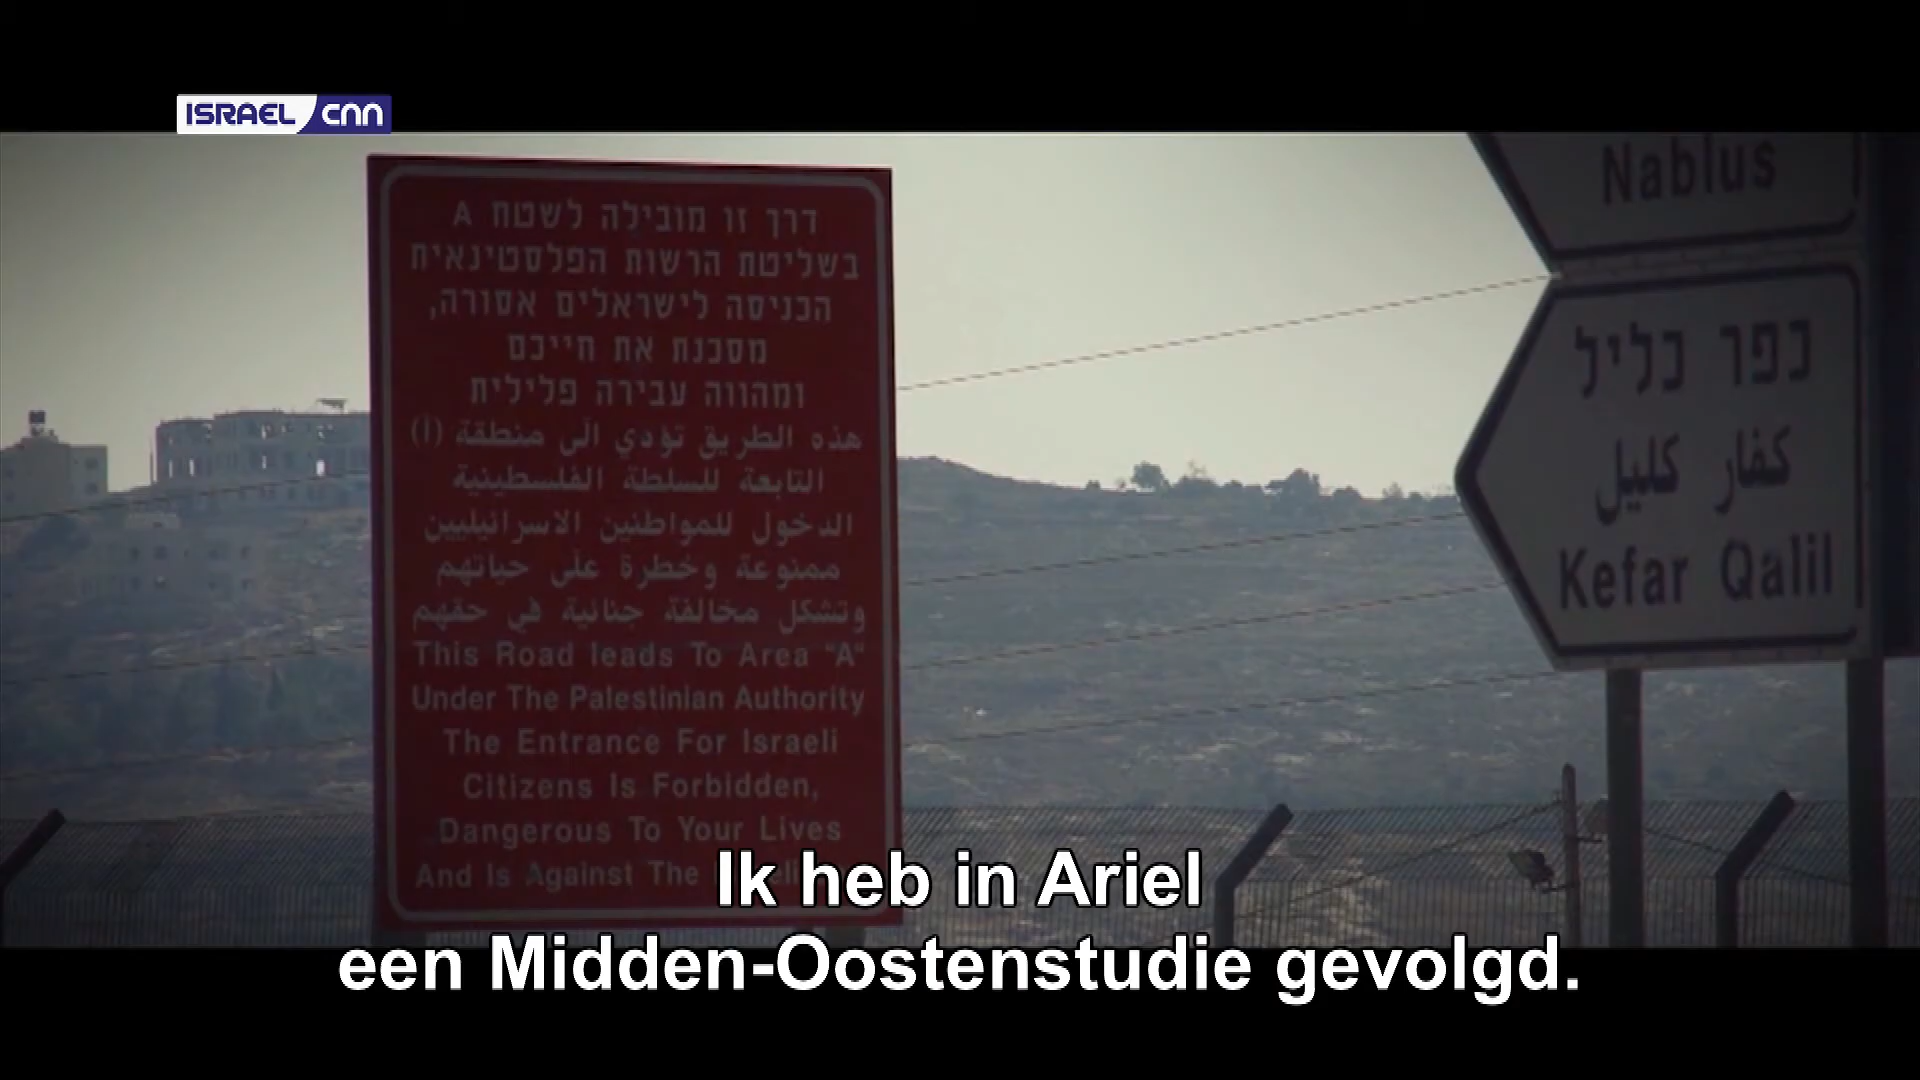 ISRAEL CNN
דרך זו מובילה לשטח A
בשליטת הרשות הפלסטינאית
הכניסה לישראלים אסורה,
מסכנת את חייכם
ומהווה עבירה פלילית
هذه الطريق تؤدي الى منطقة (أ)
التابعة للسلطة الفلسطينية
الدخول للمواطنين الاسرائيليين
ممنوعة وخطرة على حياتهم
وتشكل مخالفة جنائية في حقهم
This Road leads To Area "A"
Under The Palestinian Authority
The Entrance For Israeli
Citizens Is Forbidden,
Dangerous To Your Lives
And Is Against The
Nablus
כפר כליל
كفار كليل
Kefar Qalil
Ik heb in Ariel
een Midden-Oostenstudie gevolgd.